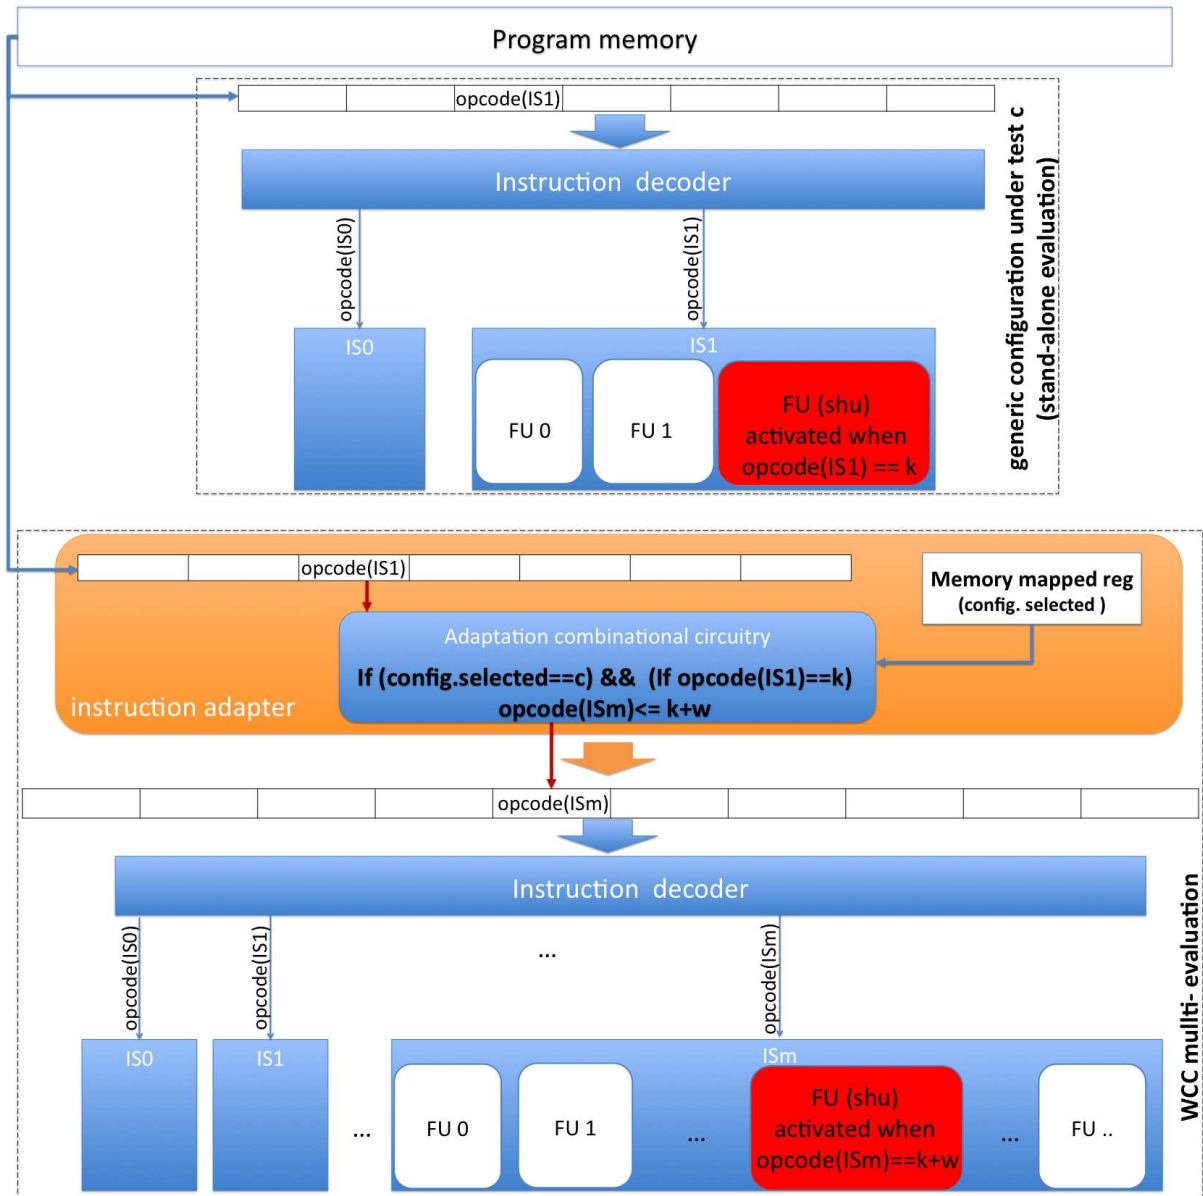 Program memory
opcode(IS1)
Instruction  decoder
opcode(IS0)
opcode(IS1)
IS0
IS1
FU 0
FU 1
FU (shu)
activated when
opcode(IS1) == k
generic configuration under test c
(stand-alone evaluation)
opcode(IS1)
Memory mapped reg
(config. selected )
Adaptation combinational circuitry
If (config.selected==c) &&  (If opcode(IS1)==k)
opcode(ISm)<= k+w
instruction adapter
opcode(ISm)
Instruction  decoder
opcode(IS0)
opcode(IS1)
...
opcode(ISm)
IS0
IS1
ISm
...
FU 0
FU 1
...
FU (shu)
activated when
opcode(ISm)==k+w
...
FU ..
WCC mullti- evaluation